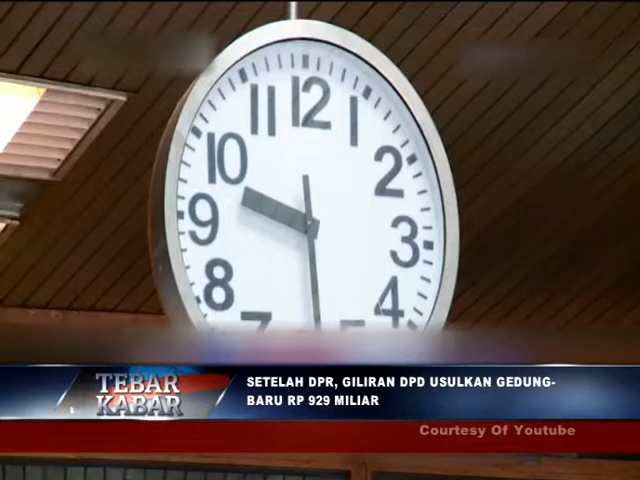 12
11
1
10
2
9
3
8
4
7
5
TEBAR
KABAR
SETELAH DPR, GILIRAN DPD USULKAN GEDUNG-
BARU RP 929 MILIAR
Courtesy Of Youtube